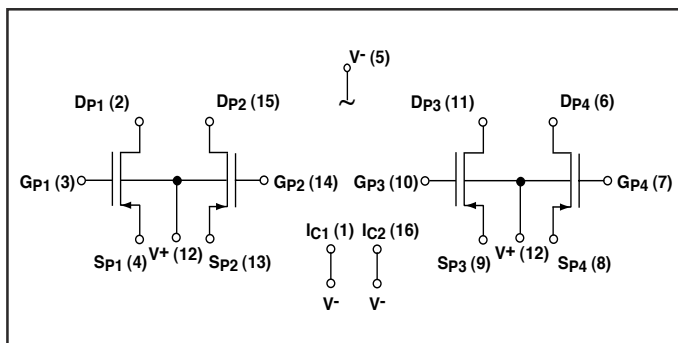 V- (5)
DP1 (2) DP2 (15) DP3 (11) DP4 (6)
GP1 (3) GP2 (14) GP3 (10) GP4 (7)
IC1 (1) IC2 (16)
SP1 (4) V+ (12) SP2 (13) SP3 (9) V+ (12) SP4 (8)
V- V-